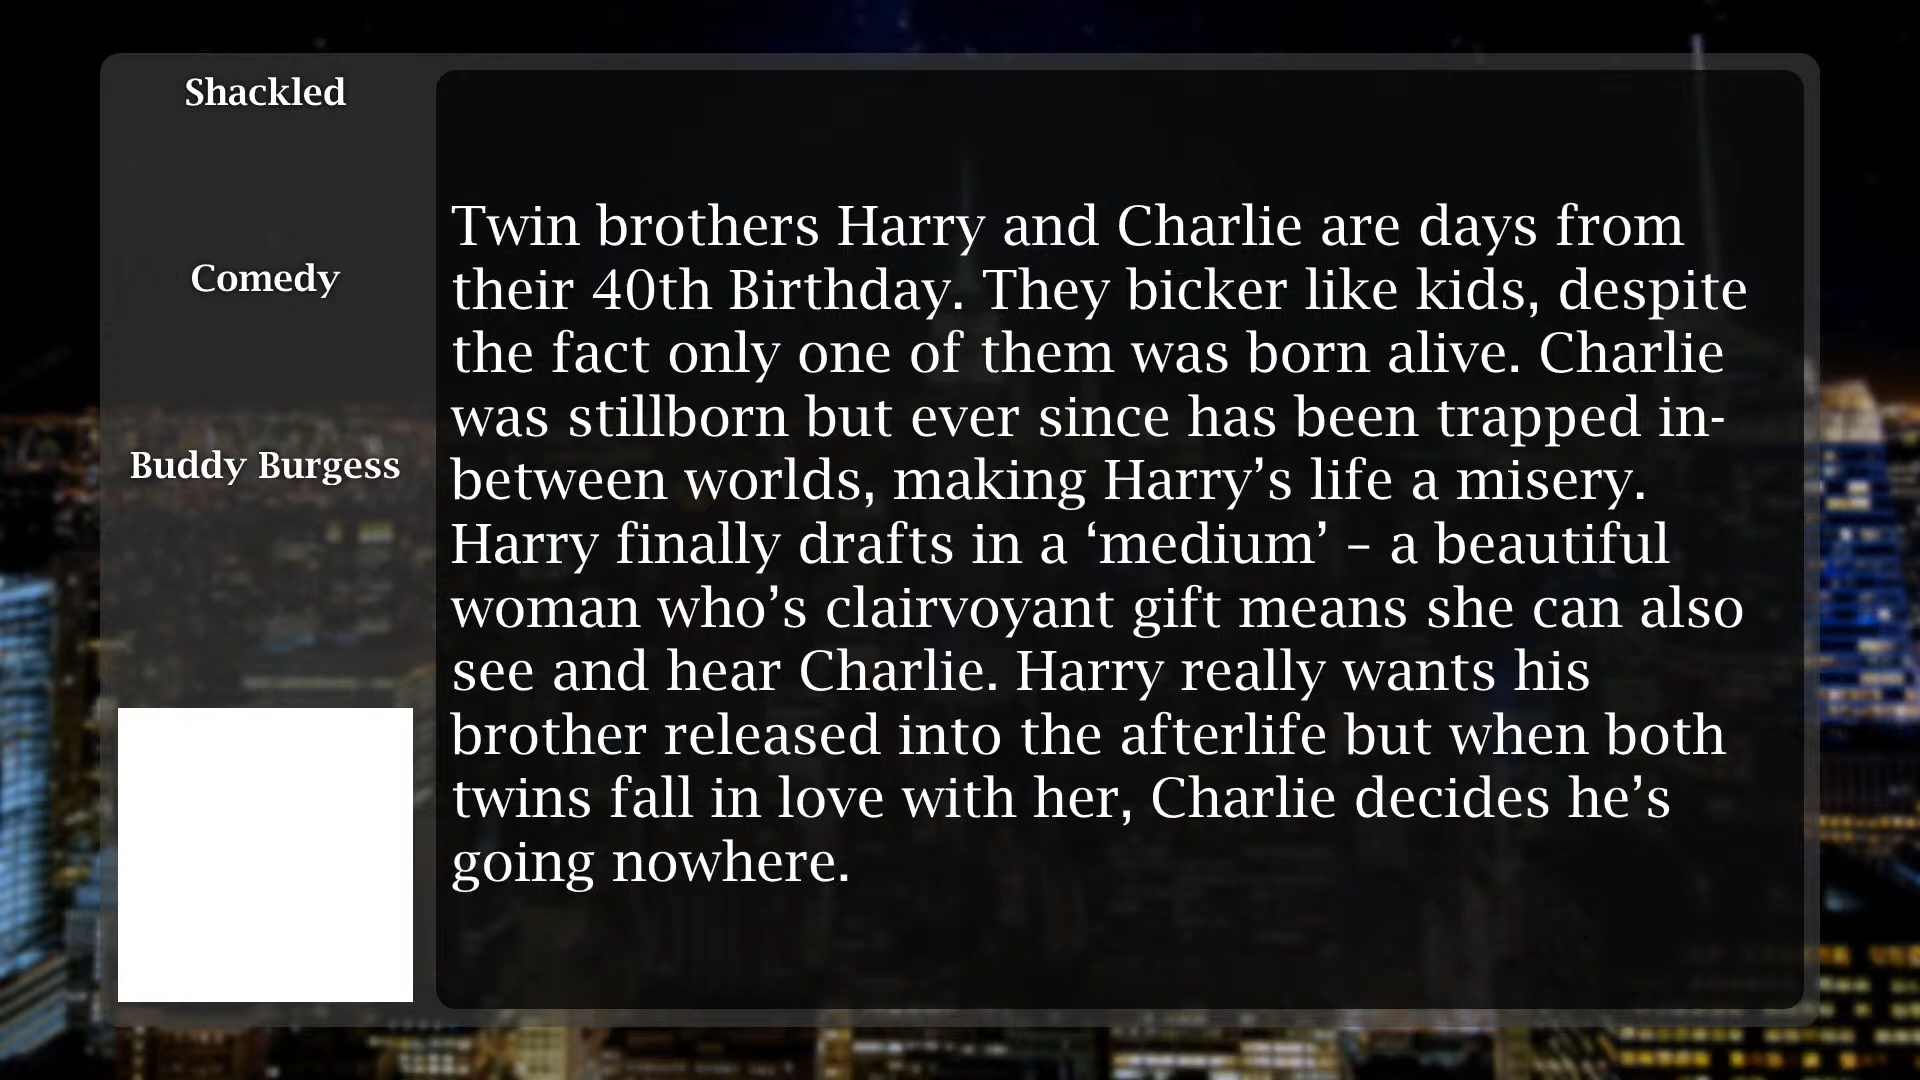 Shackled
Comedy
Buddy Burgess
Twin brothers Harry and Charlie are days from
their 40th Birthday. They bicker like kids, despite
the fact only one of them was born alive. Charlie
was stillborn but ever since has been trapped in-
between worlds, making Harry’s life a misery.
Harry finally drafts in a ‘medium’ – a beautiful
woman who’s clairvoyant gift means she can also
see and hear Charlie. Harry really wants his
brother released into the afterlife but when both
twins fall in love with her, Charlie decides he’s
going nowhere.